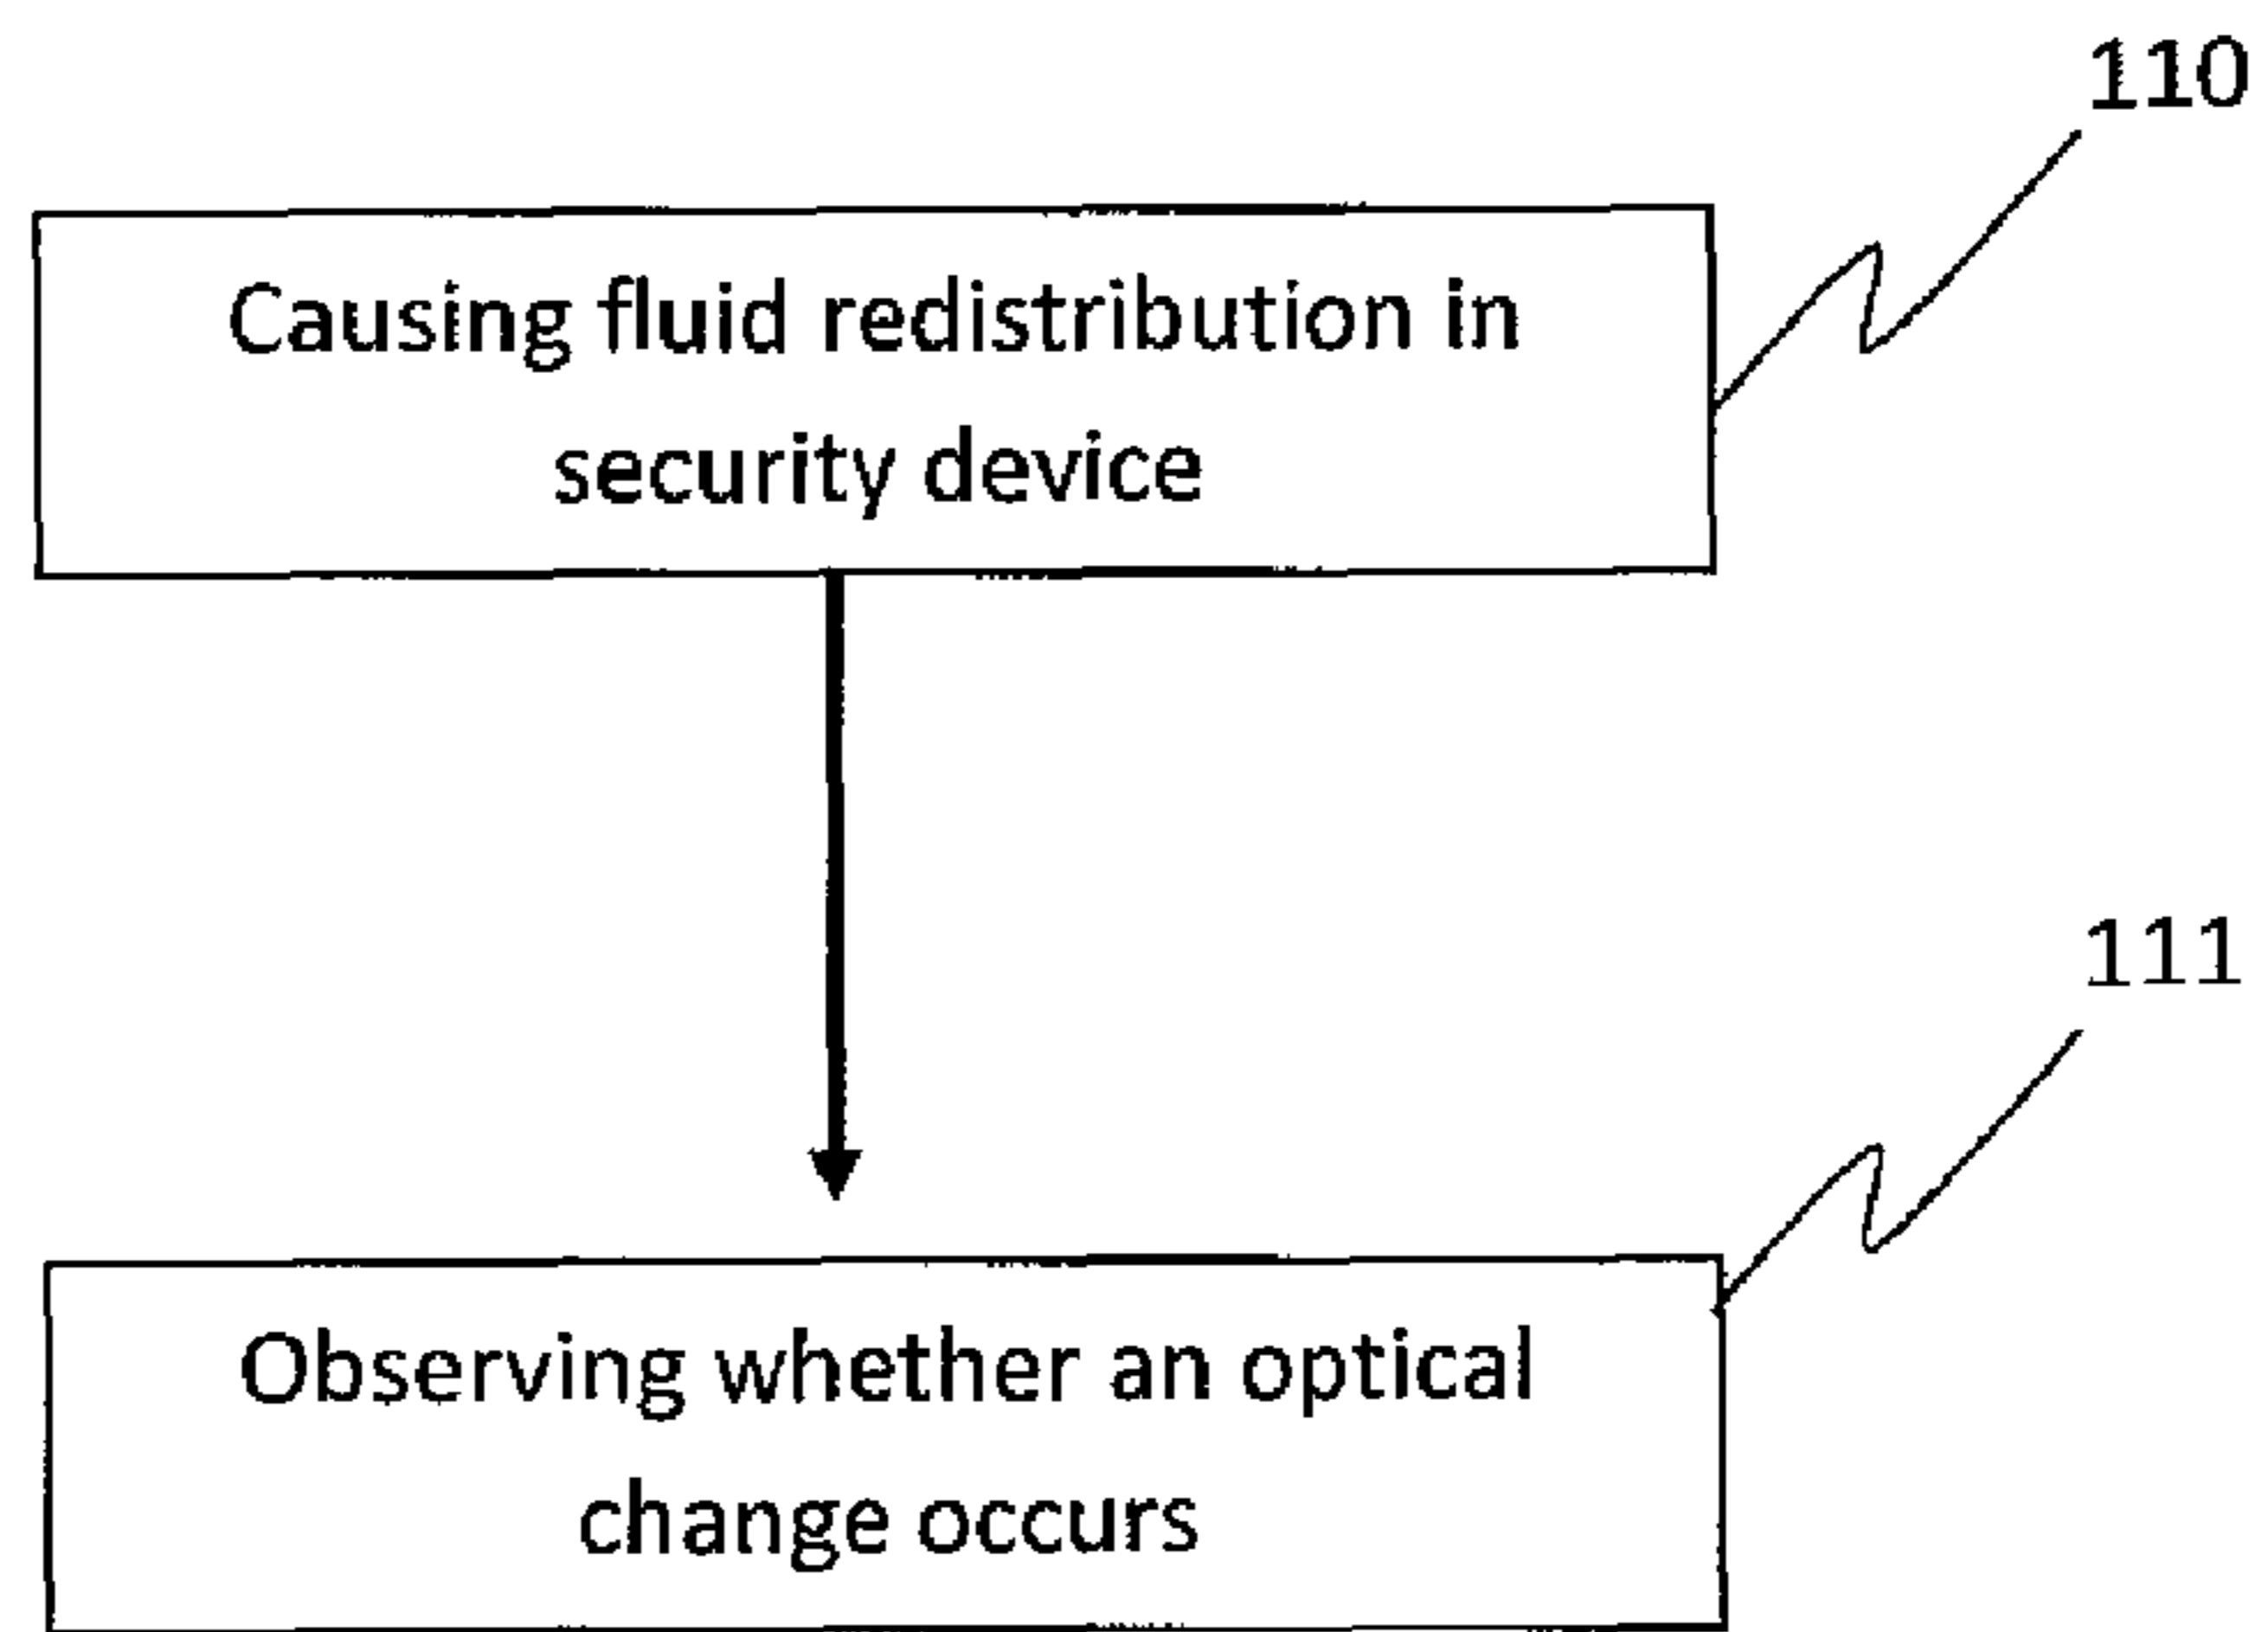 110
Causing fluid redistribution in
security device
111
Observing whether an optical
change occurs